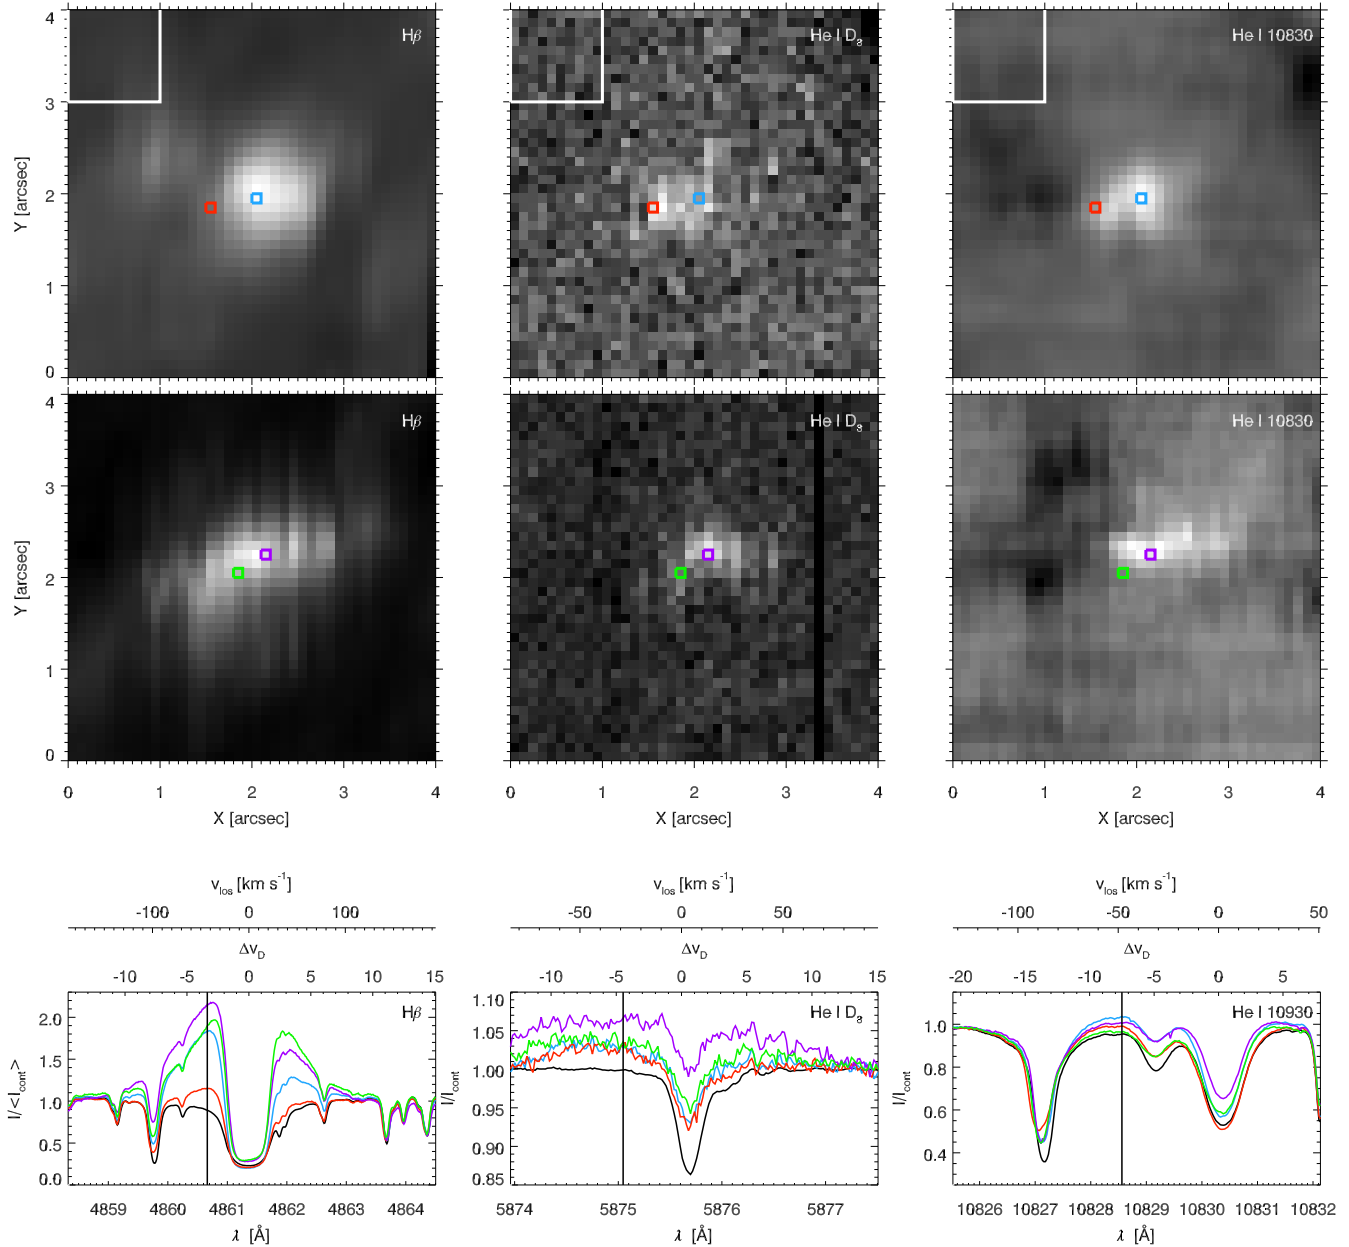 Hβ
He I D3
He I 10830
4
3
2
1
0
Y [arcsec]
Hβ
He I D3
He I 10830
4
3
2
1
0
Y [arcsec]
0 1 2 3 4
0 1 2 3 4
0 1 2 3 4
X [arcsec]
X [arcsec]
X [arcsec]
vlos [km s-1]
-100 0 100
ΔvD
-10 -5 0 5 10 15
Hβ
2.0
1.5
1.0
0.5
0.0
I/<Icont>
4859 4860 4861 4862 4863 4864
λ [Å]
vlos [km s-1]
-50 0 50
ΔvD
-10 -5 0 5 10 15
He I D3
1.10
1.05
1.00
0.95
0.90
0.85
I/Icont
5874 5875 5876 5877
λ [Å]
vlos [km s-1]
-100 -50 0 50
ΔvD
-20 -15 -10 -5 0 5
He I 10930
1.0
0.8
0.6
0.4
I/Icont
10826 10827 10828 10829 10830 10831 10832
λ [Å]